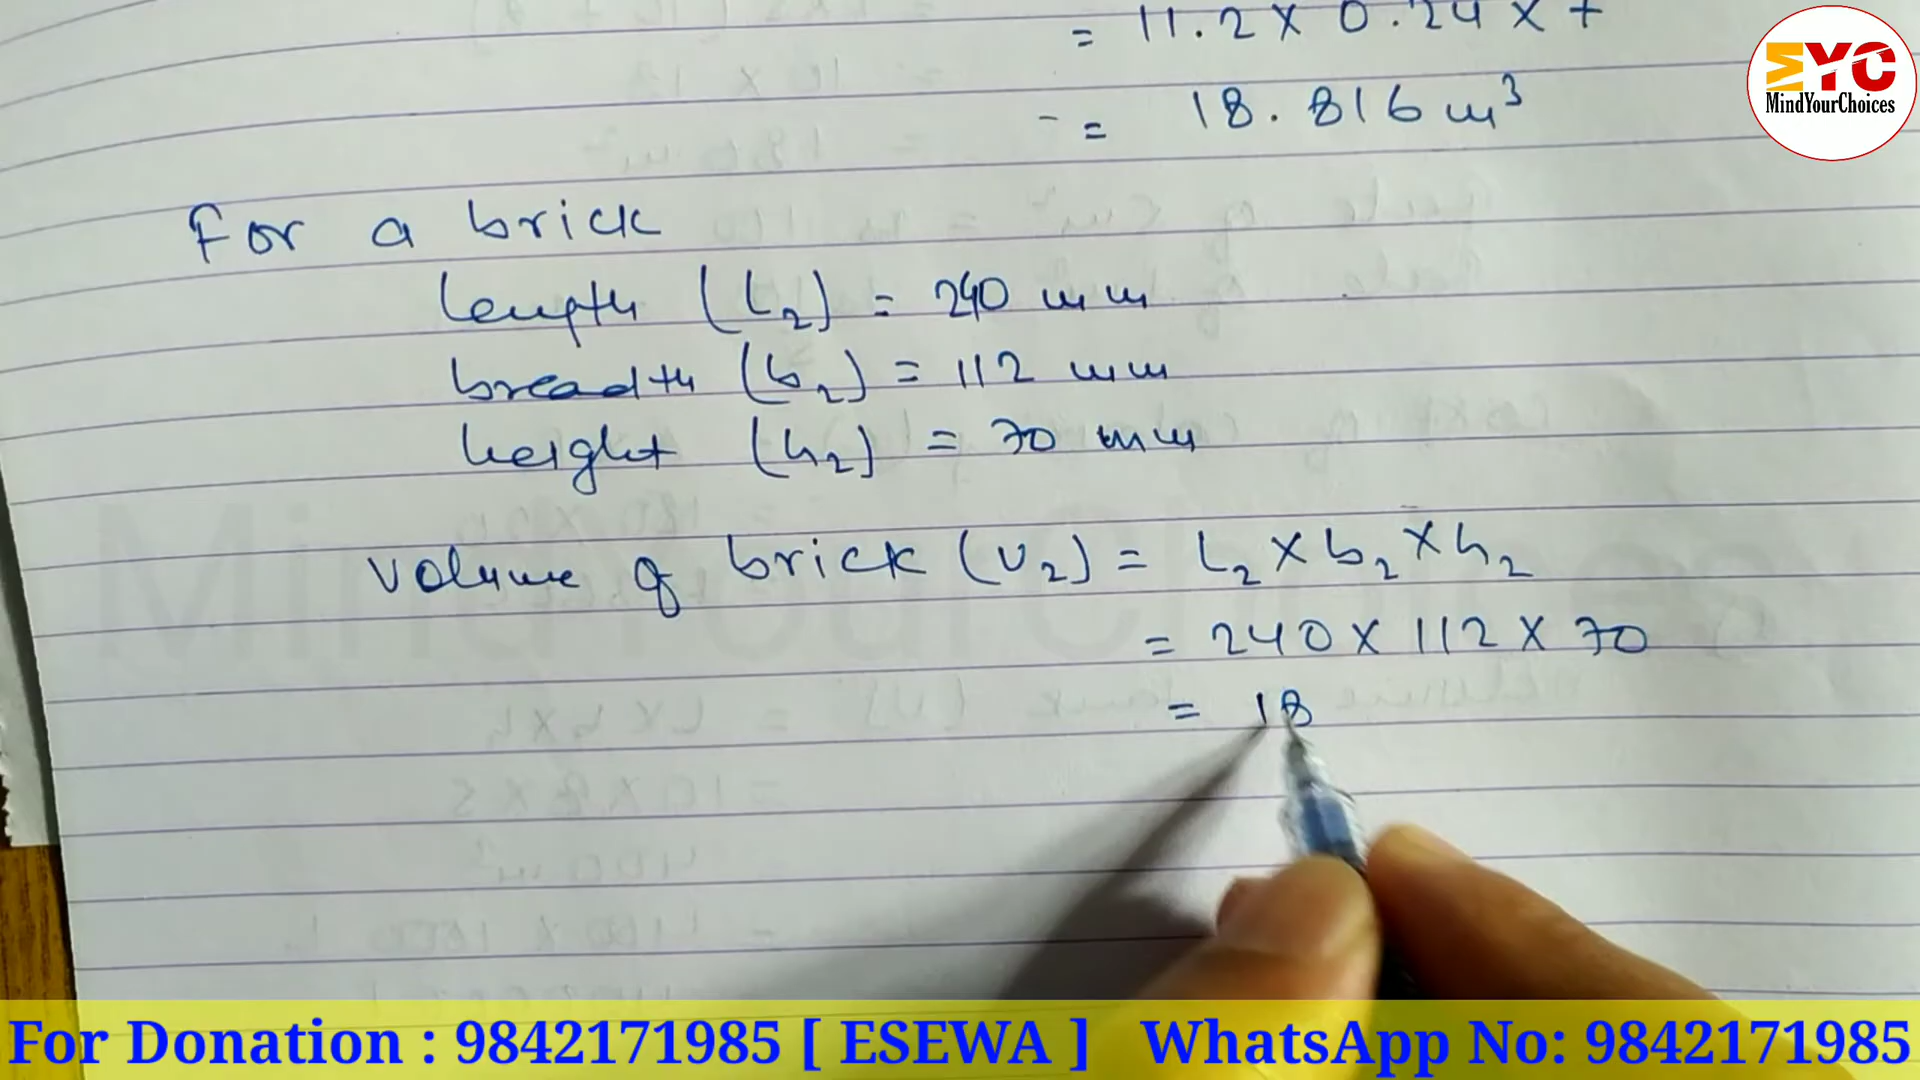 = 11.2 x 0.24 x 7
MYC
MindYourChoices
= 18.816 m³
For a brick
length (l₂) = 240 mm
breadth (b₂) = 112 mm
height (h₂) = 70 mm
volume of brick (v₂) = l₂ x b₂ x h₂
= 240 x 112 x 70
= 18
MindYourChoices
For Donation : 9842171985 [ ESEWA ] WhatsApp No: 9842171985